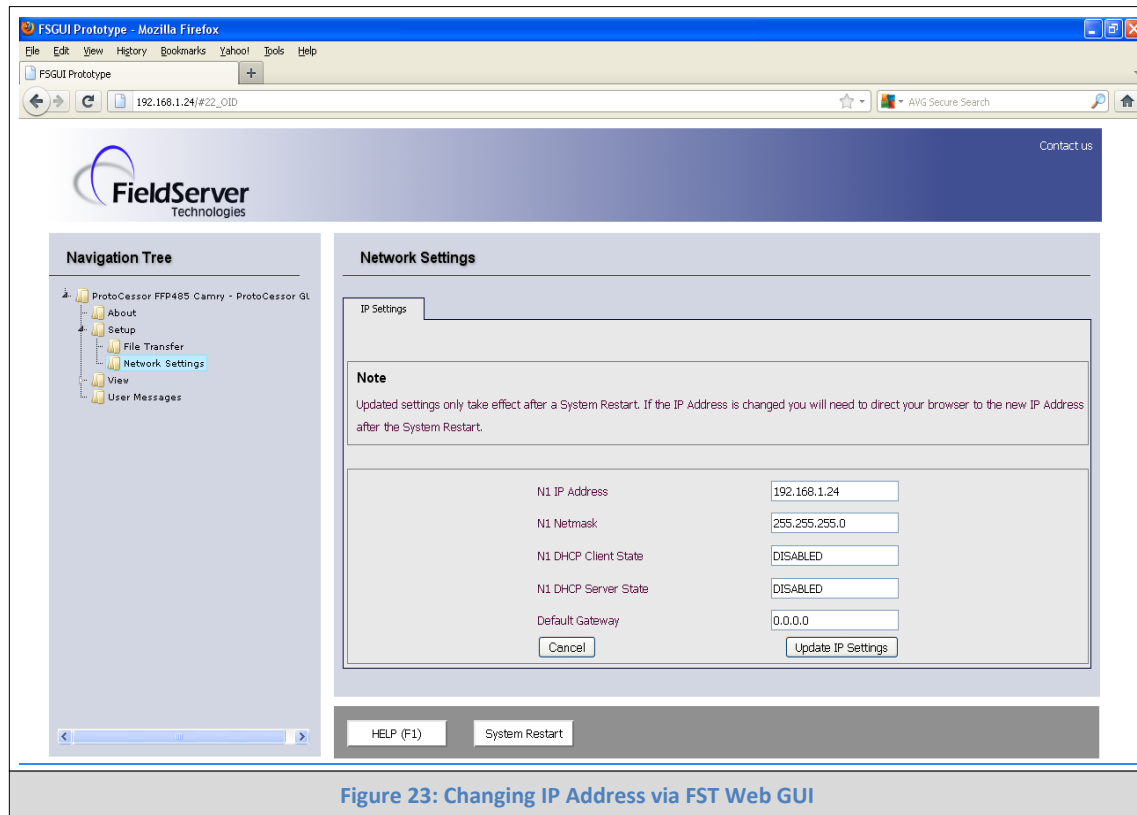 FSGUI Prototype - Mozilla Firefox
File Edit View History Bookmarks Yahoo! Tools Help
FSGUI Prototype +
192.168.1.24/#22_OID
AVG Secure Search
Contact us
FieldServer
Technologies
Navigation Tree
ProtoCessor FFP485 Camry - ProtoCessor GL
About
Setup
File Transfer
Network Settings
View
User Messages
Network Settings
IP Settings
Note
Updated settings only take effect after a System Restart. If the IP Address is changed you will need to direct your browser to the new IP Address
after the System Restart.
N1 IP Address 192.168.1.24
N1 Netmask 255.255.255.0
N1 DHCP Client State DISABLED
N1 DHCP Server State DISABLED
Default Gateway 0.0.0.0
Cancel Update IP Settings
HELP (F1) System Restart
Figure 23: Changing IP Address via FST Web GUI